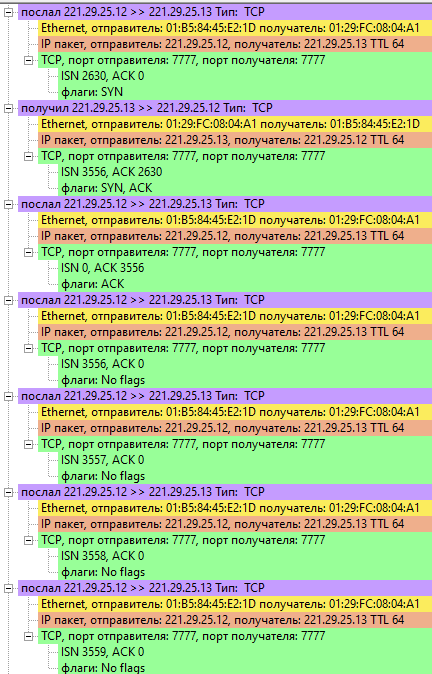 послал 221.29.25.12 >> 221.29.25.13 Тип: TCP
Ethernet, отправитель: 01:B5:84:45:E2:1D получатель: 01:29:FC:08:04:A1
IP пакет, отправитель: 221.29.25.12, получатель: 221.29.25.13 TTL 64
TCP, порт отправителя: 7777, порт получателя: 7777
ISN 2630, ACK 0
флаги: SYN
получил 221.29.25.13 >> 221.29.25.12 Тип: TCP
Ethernet, отправитель: 01:29:FC:08:04:A1 получатель: 01:B5:84:45:E2:1D
IP пакет, отправитель: 221.29.25.13, получатель: 221.29.25.12 TTL 64
TCP, порт отправителя: 7777, порт получателя: 7777
ISN 3556, ACK 2630
флаги: SYN, ACK
послал 221.29.25.12 >> 221.29.25.13 Тип: TCP
Ethernet, отправитель: 01:B5:84:45:E2:1D получатель: 01:29:FC:08:04:A1
IP пакет, отправитель: 221.29.25.12, получатель: 221.29.25.13 TTL 64
TCP, порт отправителя: 7777, порт получателя: 7777
ISN 0, ACK 3556
флаги: ACK
послал 221.29.25.12 >> 221.29.25.13 Тип: TCP
Ethernet, отправитель: 01:B5:84:45:E2:1D получатель: 01:29:FC:08:04:A1
IP пакет, отправитель: 221.29.25.12, получатель: 221.29.25.13 TTL 64
TCP, порт отправителя: 7777, порт получателя: 7777
ISN 3556, ACK 0
флаги: No flags
послал 221.29.25.12 >> 221.29.25.13 Тип: TCP
Ethernet, отправитель: 01:B5:84:45:E2:1D получатель: 01:29:FC:08:04:A1
IP пакет, отправитель: 221.29.25.12, получатель: 221.29.25.13 TTL 64
TCP, порт отправителя: 7777, порт получателя: 7777
ISN 3557, ACK 0
флаги: No flags
послал 221.29.25.12 >> 221.29.25.13 Тип: TCP
Ethernet, отправитель: 01:B5:84:45:E2:1D получатель: 01:29:FC:08:04:A1
IP пакет, отправитель: 221.29.25.12, получатель: 221.29.25.13 TTL 64
TCP, порт отправителя: 7777, порт получателя: 7777
ISN 3558, ACK 0
флаги: No flags
послал 221.29.25.12 >> 221.29.25.13 Тип: TCP
Ethernet, отправитель: 01:B5:84:45:E2:1D получатель: 01:29:FC:08:04:A1
IP пакет, отправитель: 221.29.25.12, получатель: 221.29.25.13 TTL 64
TCP, порт отправителя: 7777, порт получателя: 7777
ISN 3559, ACK 0
флаги: No flags